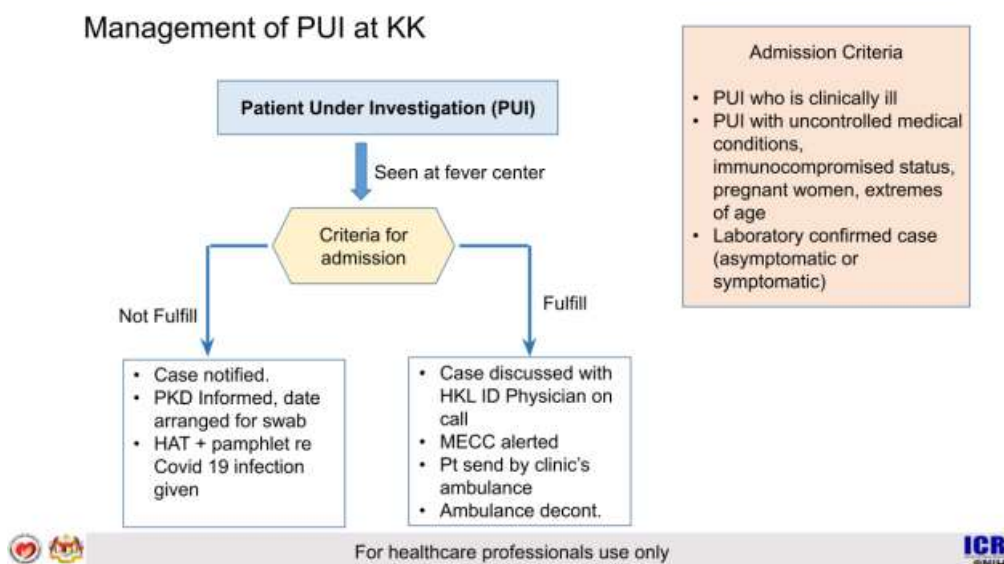 Management of PUI at KK
Patient Under Investigation (PUI)
Seen at fever center
Criteria for
admission
Not Fulfill
Fulfill
• Case notified.
• PKD Informed, date
arranged for swab
• HAT + pamphlet re
Covid 19 infection
given
• Case discussed with
HKL ID Physician on
call
• MECC alerted
• Pt send by clinic's
ambulance
• Ambulance decont.
Admission Criteria
• PUI who is clinically ill
• PUI with uncontrolled medical
conditions,
immunocompromised status,
pregnant women, extremes
of age
• Laboratory confirmed case
(asymptomatic or
symptomatic)
For healthcare professionals use only
ICR